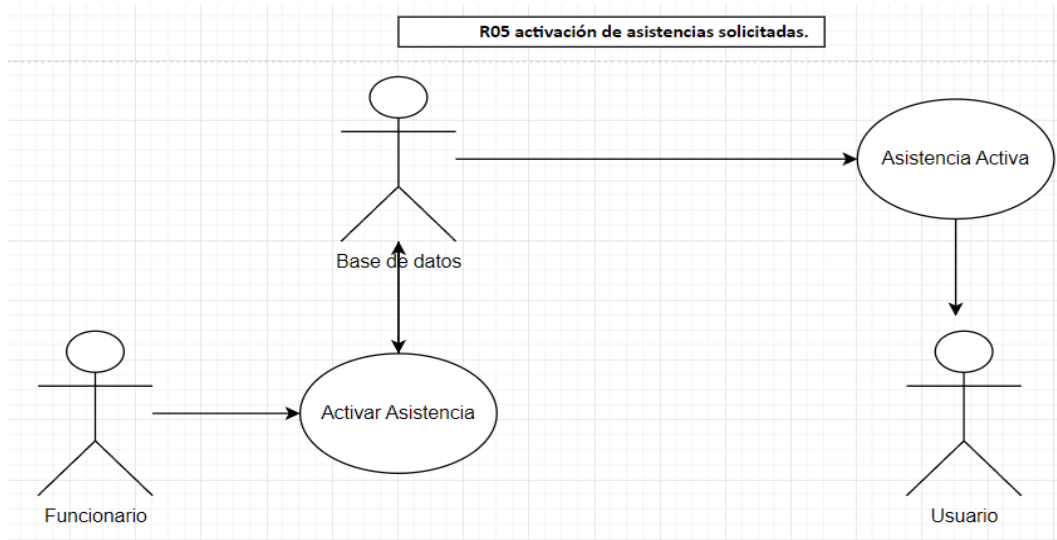 R05 activación de asistencias solicitadas.
Asistencia Activa
Base de datos
Activar Asistencia
Funcionario
Usuario